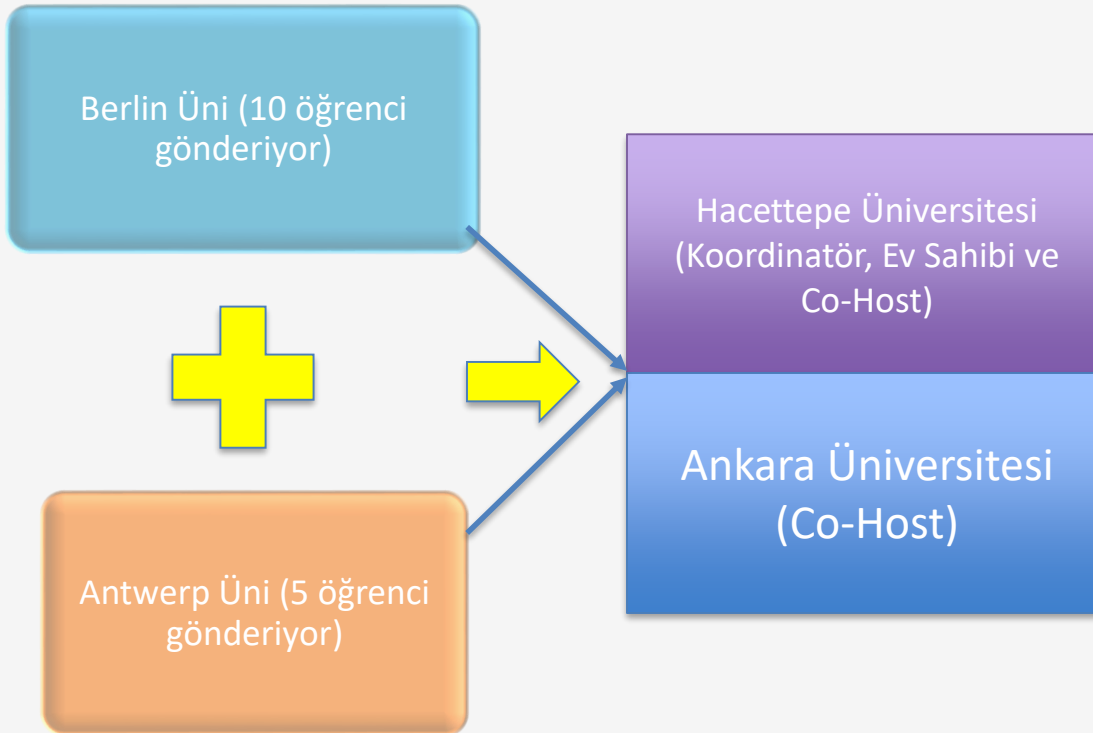 Berlin Üni (10 öğrenci
gönderiyor)
Hacettepe Üniversitesi
(Koordinatör, Ev Sahibi ve
Co-Host)
Ankara Üniversitesi
(Co-Host)
Antwerp Üni (5 öğrenci
gönderiyor)